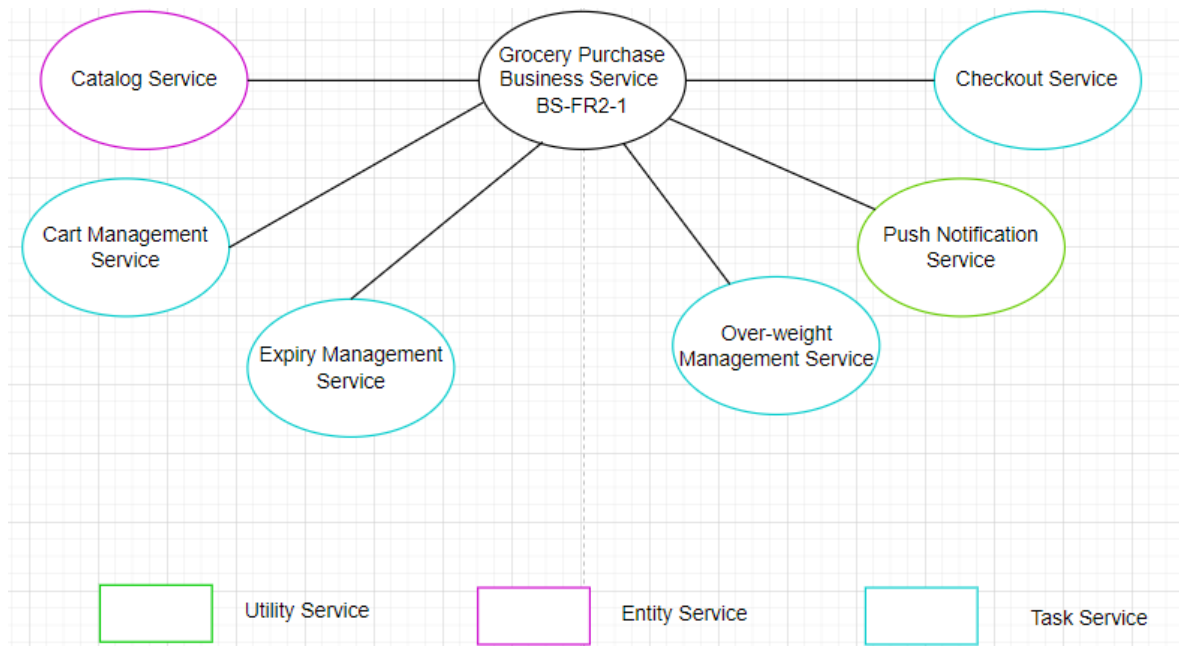 Catalog Service
Grocery Purchase
Business Service
BS-FR2-1
Checkout Service
Cart Management
Service
Push Notification
Service
Expiry Management
Service
Over-weight
Management Service
Utility Service
Entity Service
Task Service